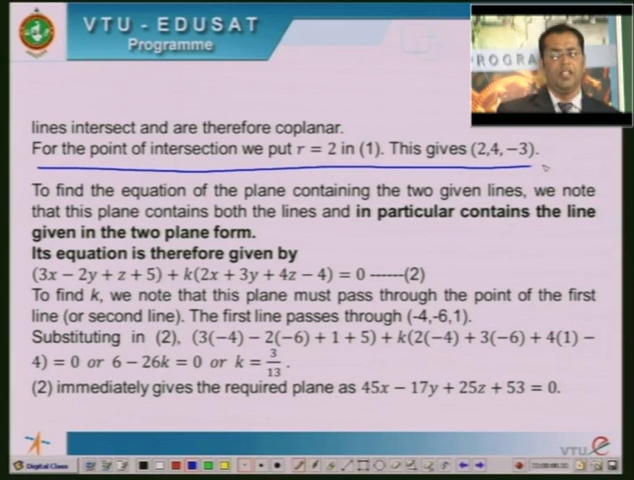 VTU - EDUSAT
Programme
PROGRA
lines intersect and are therefore coplanar.
For the point of intersection we put r = 2 in (1). This gives (2,4,−3).
To find the equation of the plane containing the two given lines, we note
that this plane contains both the lines and in particular contains the line
given in the two plane form.
Its equation is therefore given by
(3x − 2y + z + 5) + k(2x + 3y + 4z − 4) = 0 ------(2)
To find k, we note that this plane must pass through the point of the first
line (or second line). The first line passes through (-4,-6,1).
Substituting in (2), (3(−4) − 2(−6) + 1 + 5) + k(2(−4) + 3(−6) + 4(1) −
4) = 0 or 6 − 26k = 0 or k = 3/13 .
(2) immediately gives the required plane as 45x − 17y + 25z + 53 = 0.
VTU e
Digital Class